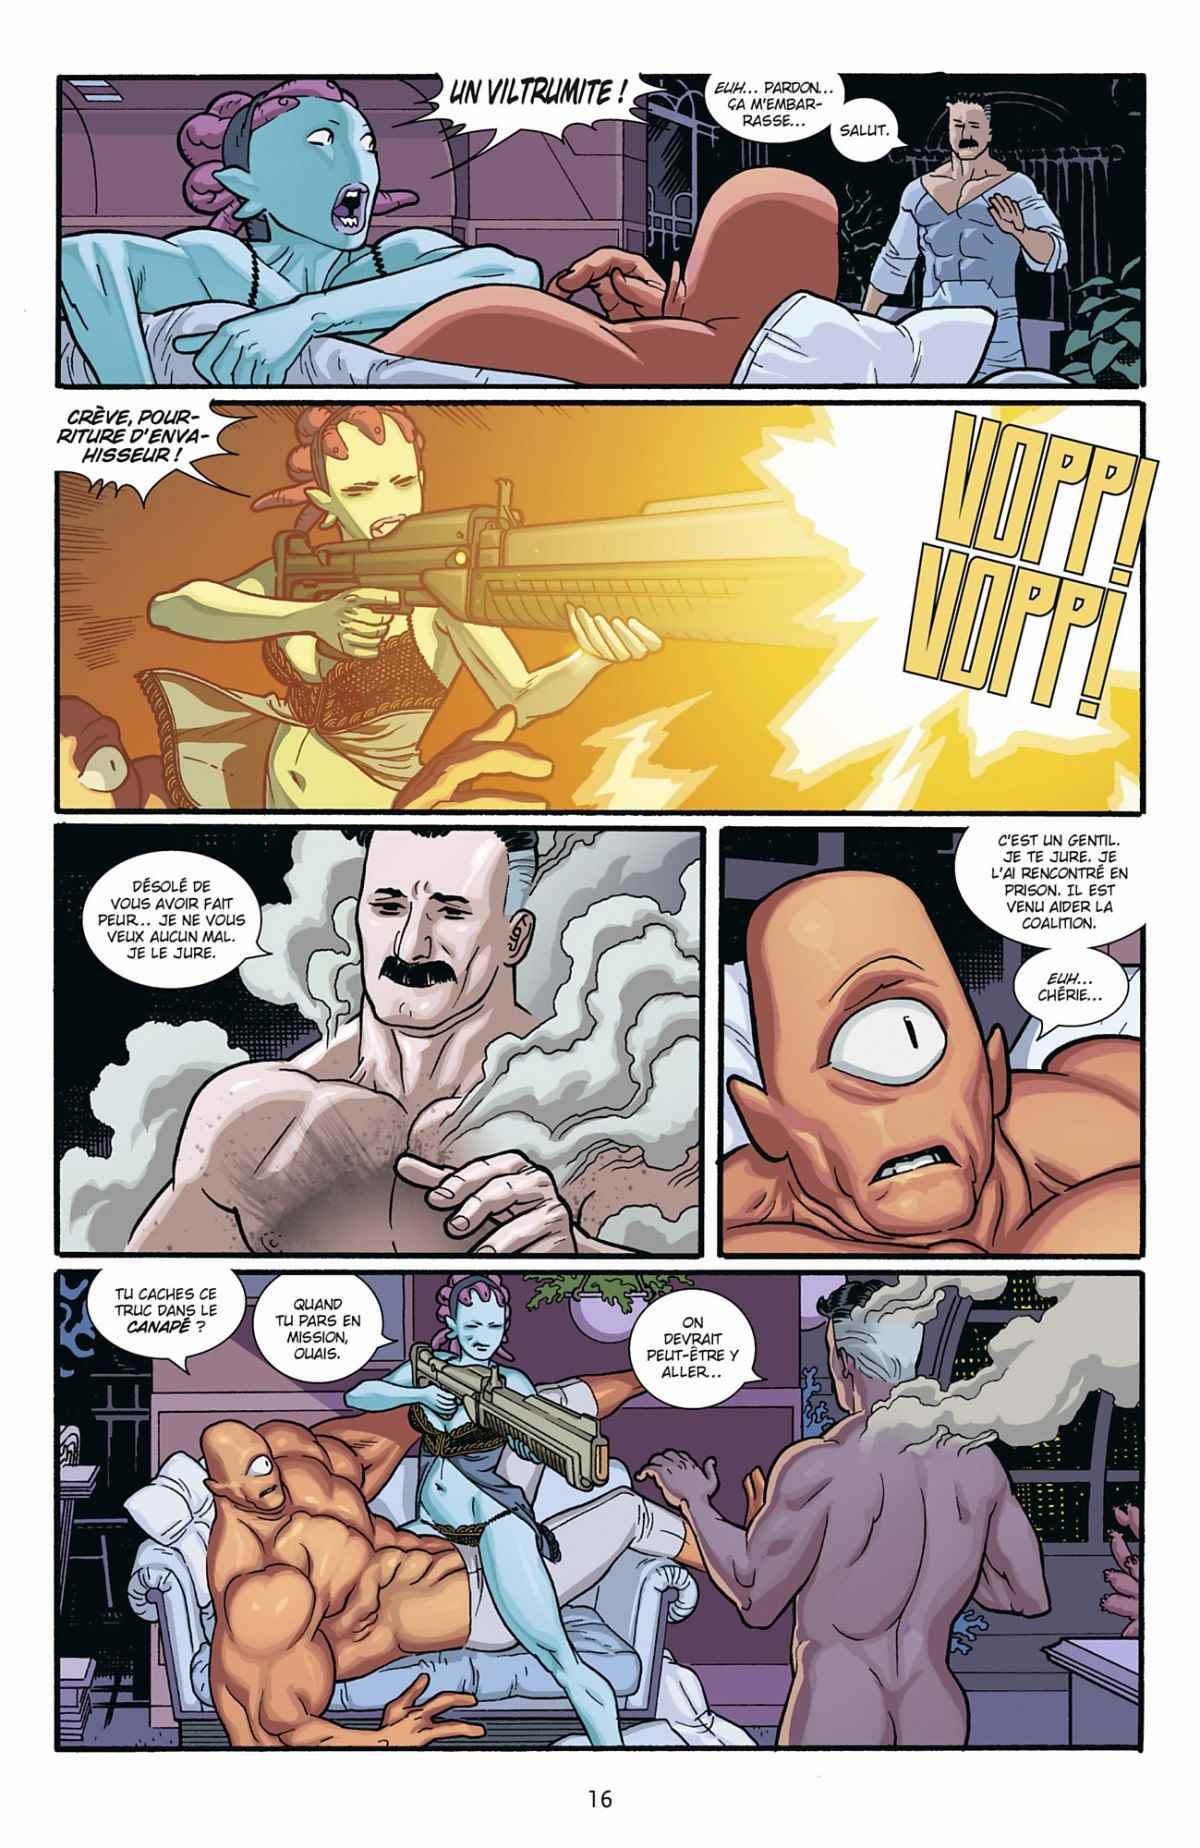 UN VILTRUMITE !
EUH... PARDON...
ÇA M'EMBAR-
RASSE...
SALUT.
CRÈVE, POUR-
RITURE D'ENVA-
HISSEUR !
VOPP!
VOPP!
DÉSOLÉ DE
VOUS AVOIR FAIT
PEUR... JE NE VOUS
VEUX AUCUN MAL.
JE LE JURE.
C'EST UN GENTIL.
JE TE JURE. JE
L'AI RENCONTRÉ EN
PRISON. IL EST
VENU AIDER LA
COALITION.
EUH...
CHÉRIE...
TU CACHES CE
TRUC DANS LE
CANAPÉ ?
QUAND
TU PARS EN
MISSION,
OUAIS.
ON
DEVRAIT
PEUT-ÊTRE Y
ALLER...
16